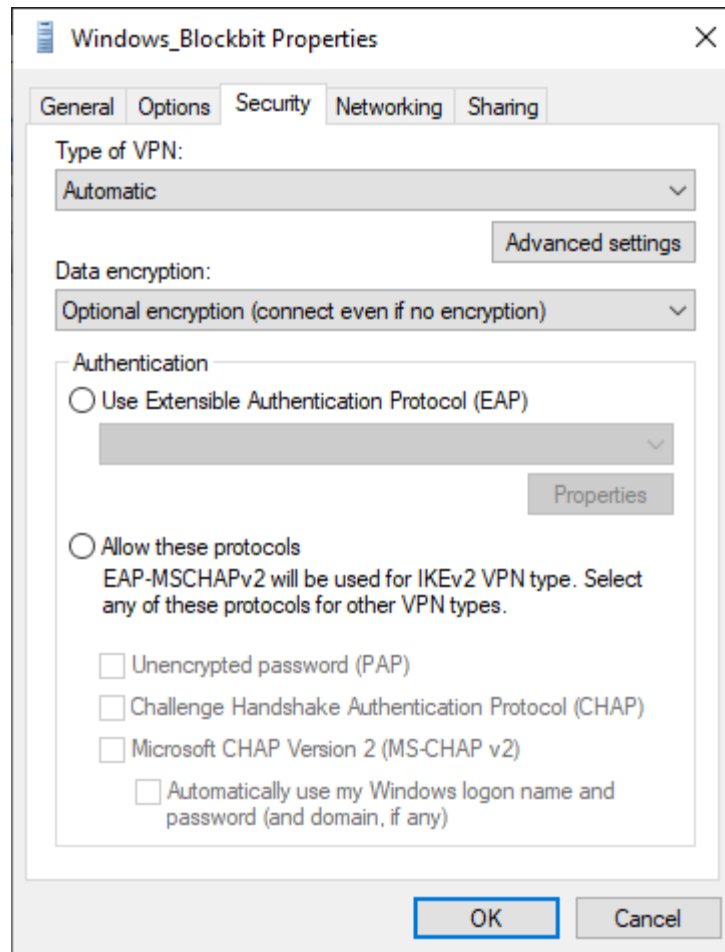 Windows_Blockbit Properties
General Options Security Networking Sharing
Type of VPN:
Automatic
Advanced settings
Data encryption:
Optional encryption (connect even if no encryption)
Authentication
Use Extensible Authentication Protocol (EAP)
Properties
Allow these protocols
EAP-MSCHAPv2 will be used for IKEv2 VPN type. Select
any of these protocols for other VPN types.
Unencrypted password (PAP)
Challenge Handshake Authentication Protocol (CHAP)
Microsoft CHAP Version 2 (MS-CHAP v2)
Automatically use my Windows logon name and
password (and domain, if any)
OK Cancel